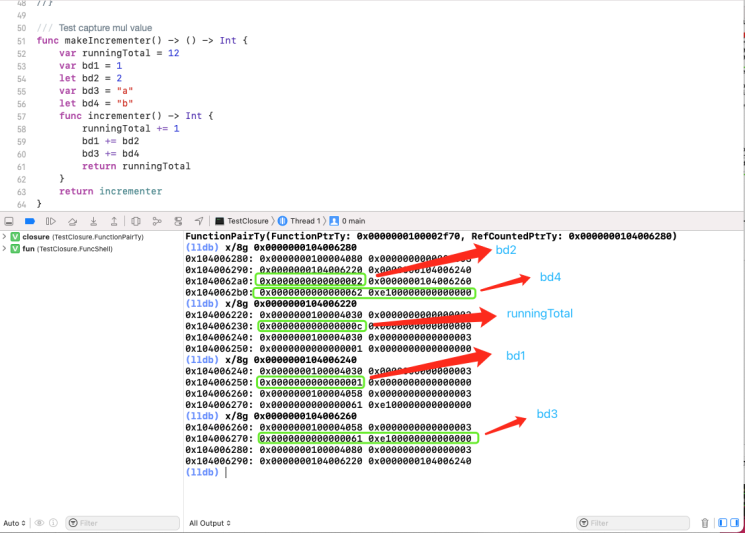 48 ///
49
50 /// Test capture mul value
51 func makeIncrementer() -> () -> Int {
52 var runningTotal = 12
53 var bd1 = 1
54 let bd2 = 2
55 var bd3 = "a"
56 let bd4 = "b"
57 func incrementer() -> Int {
58 runningTotal += 1
59 bd1 += bd2
60 bd3 += bd4
61 return runningTotal
62 }
63 return incrementer
64 }
TestClosure Thread 1 0 main
closure (TestClosure.FunctionPairTy)
fun (TestClosure.FuncShell)
FunctionPairTy(FunctionPtrTy: 0x0000000100002f70, RefCountedPtrTy: 0x0000000104006280)
(lldb) x/8g 0x0000000104006280
0x104006280: 0x0000000100004080
bd2
0x104006290: 0x0000000104006220 0x0000000104006240
0x1040062a0: 0x0000000000000002 0x0000000104006260
bd4
0x1040062b0: 0x0000000000000062 0xe100000000000000
(lldb) x/8g 0x0000000104006220
0x104006220: 0x0000000100004030
runningTotal
0x104006230: 0x000000000000000c 0x0000000000000000
0x104006240: 0x0000000100004030 0x0000000000000003
0x104006250: 0x0000000000000001 0x0000000000000000
(lldb) x/8g 0x0000000104006240
bd1
0x104006240: 0x0000000100004030
0x104006250: 0x0000000000000001 0x0000000000000000
0x104006260: 0x0000000100004058 0x0000000000000003
0x104006270: 0x0000000000000061 0xe100000000000000
(lldb) x/8g 0x0000000104006260
bd3
0x104006260: 0x0000000100004058 0x0000000000000003
0x104006270: 0x0000000000000061 0xe100000000000000
0x104006280: 0x0000000100004080 0x0000000000000003
0x104006290: 0x0000000104006220 0x0000000104006240
(lldb)
Auto Filter All Output Filter